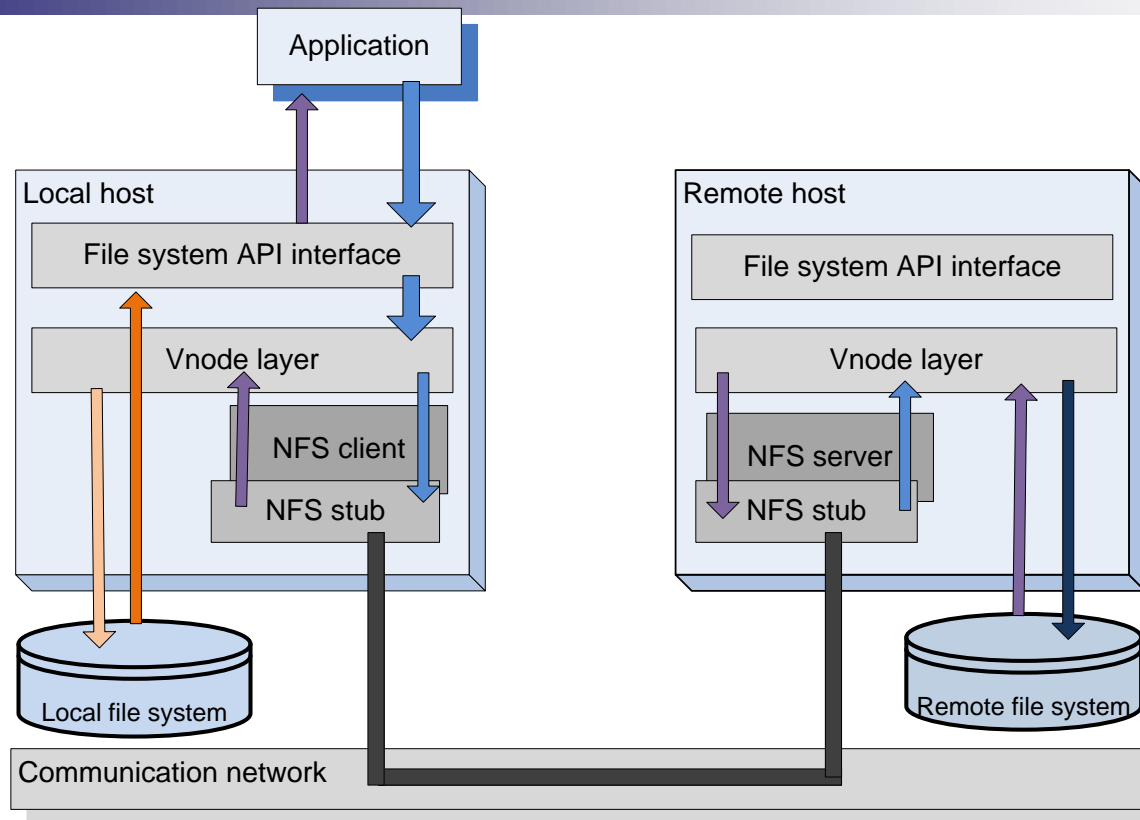 Application
Local host
File system API interface
Vnode layer
NFS client
NFS stub
Local file system
Remote host
File system API interface
Vnode layer
NFS server
NFS stub
Remote file system
Communication network